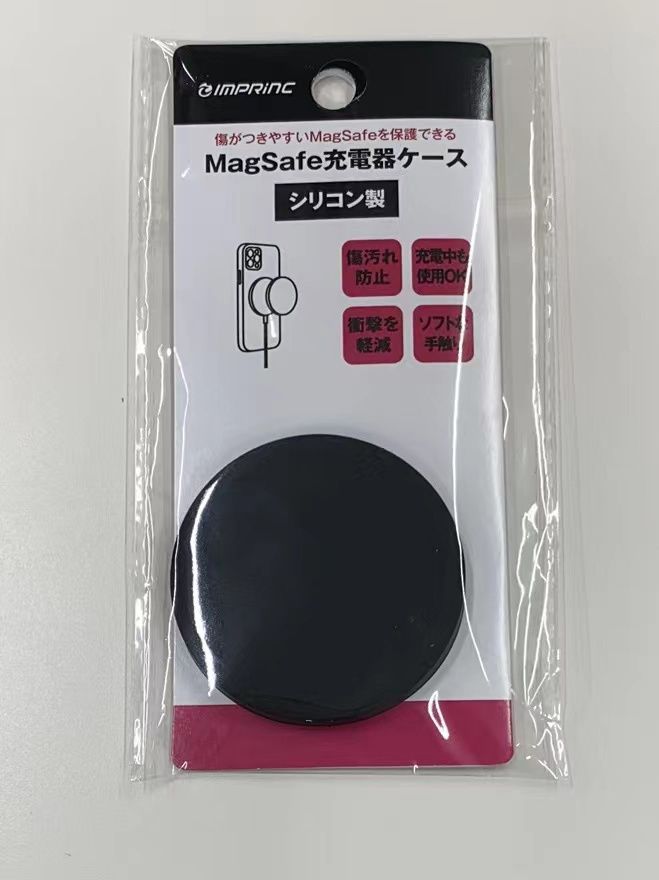 IMPRINC
傷がつきやすいMagSafeを保護できる
MagSafe充電器ケース
シリコン製
傷汚れ
防止
充電中も
使用OK
衝撃を
軽減
ソフトな
手触り